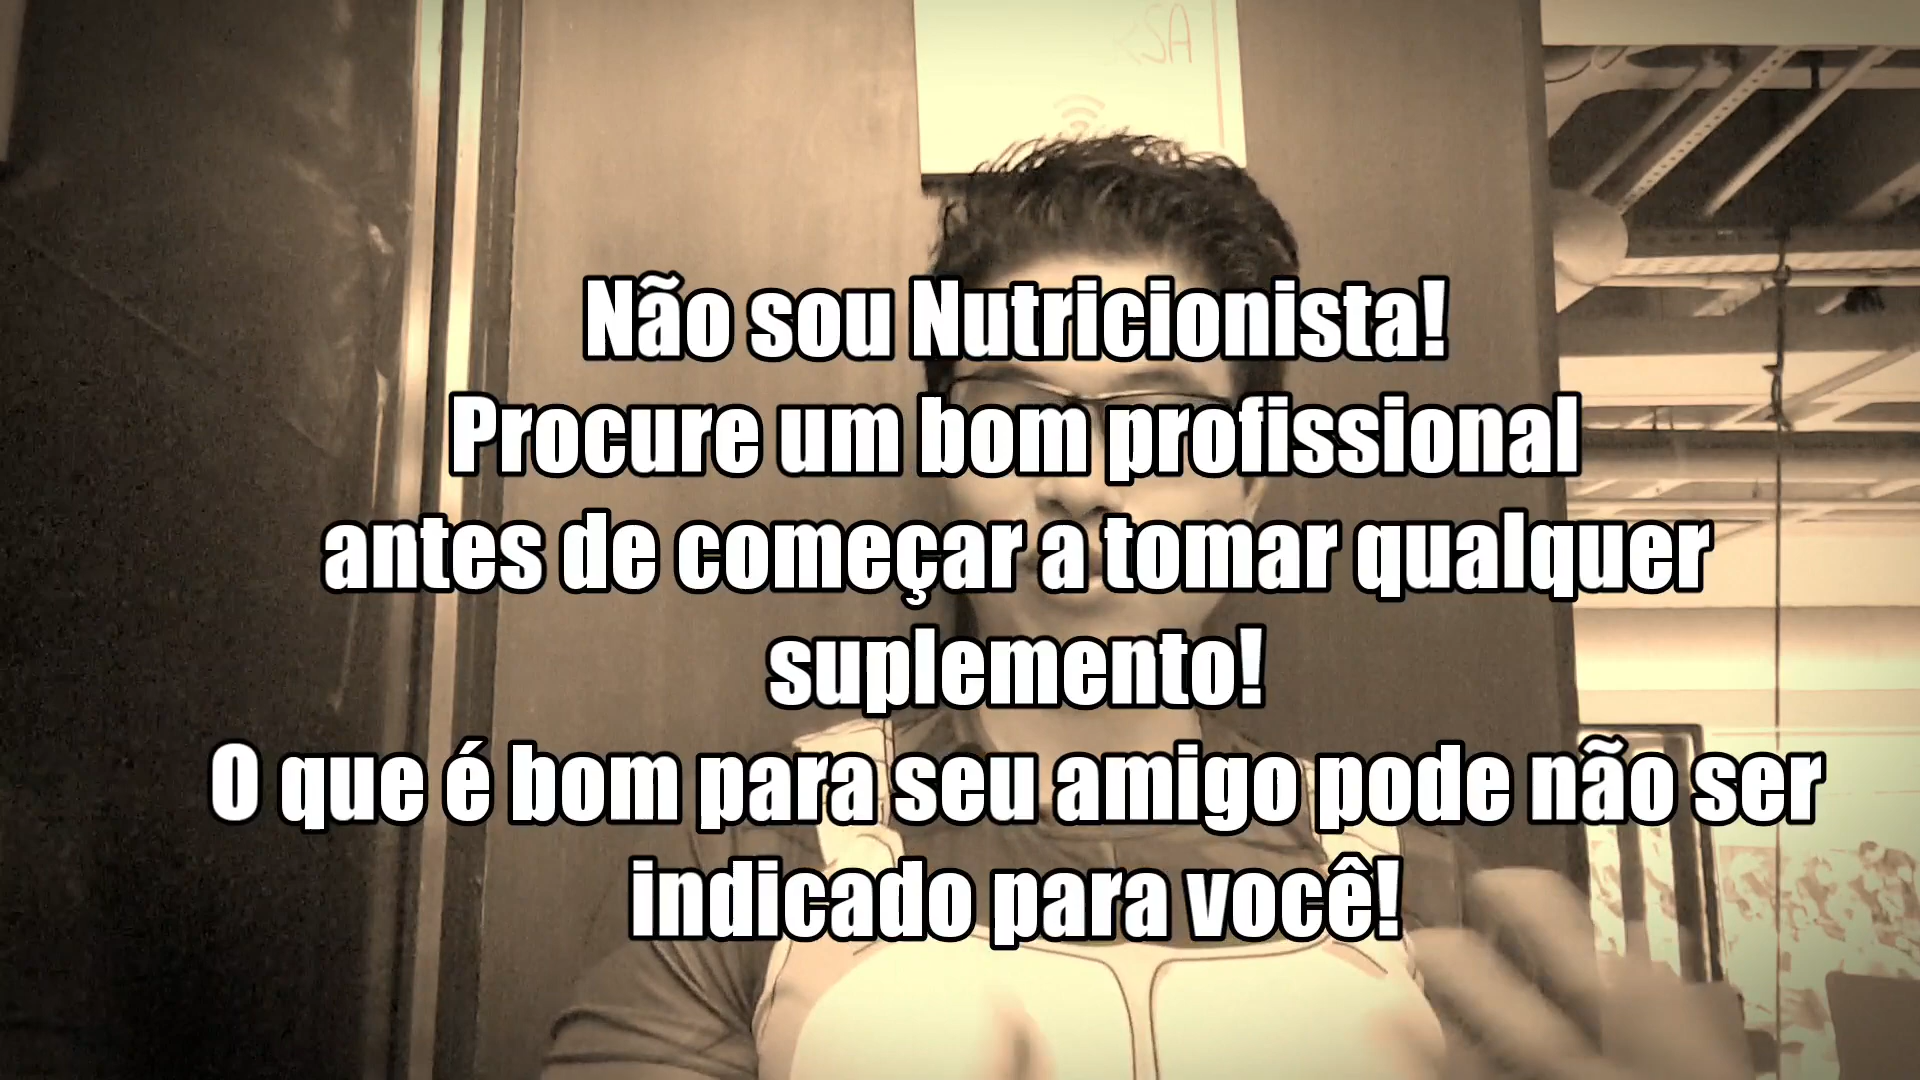 SA
Não sou Nutricionista!
Procure um bom profissional
antes de começar a tomar qualquer
suplemento!
O que é bom para seu amigo pode não ser
indicado para você!